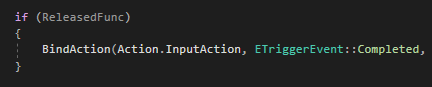 if (ReleasedFunc)
{
BindAction(Action.InputAction, ETriggerEvent::Completed,
}